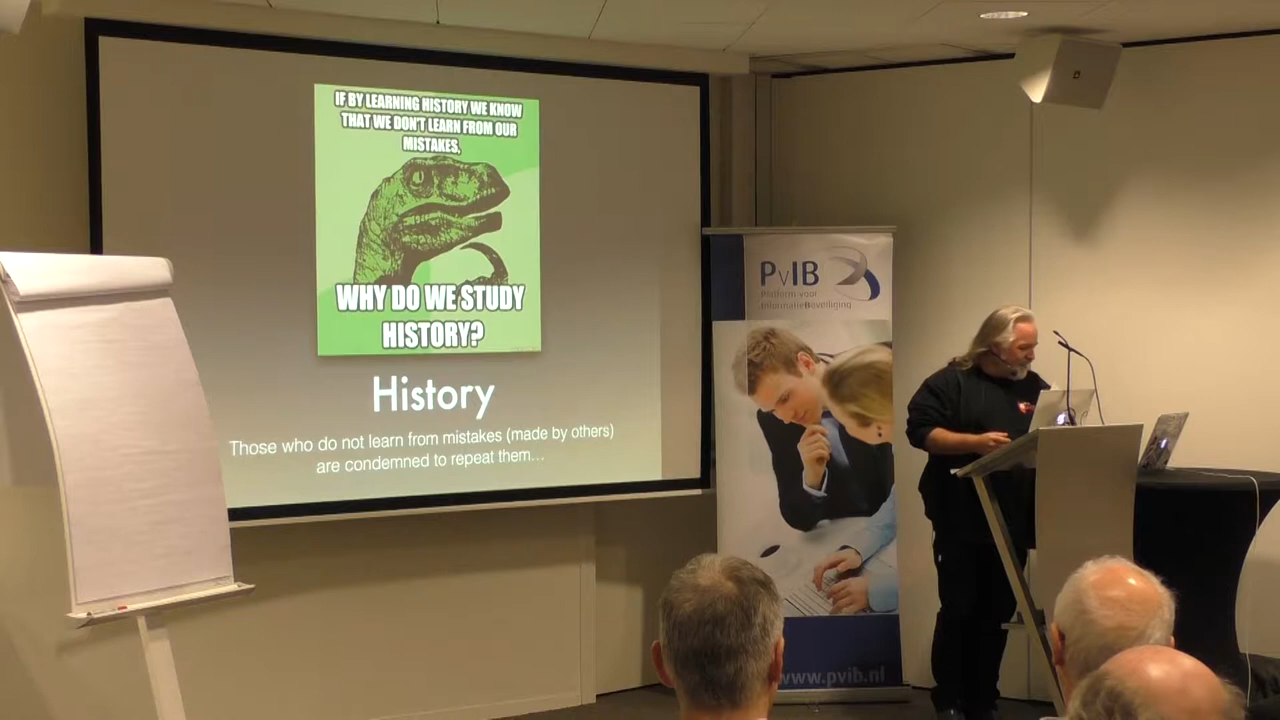 IF BY LEARNING HISTORY WE KNOW
THAT WE DON'T LEARN FROM OUR
MISTAKES,
WHY DO WE STUDY
HISTORY?
History
Those who do not learn from mistakes (made by others)
are condemned to repeat them...
PvIB
Platform voor
InformatieBeveiliging
www.pvib.nl